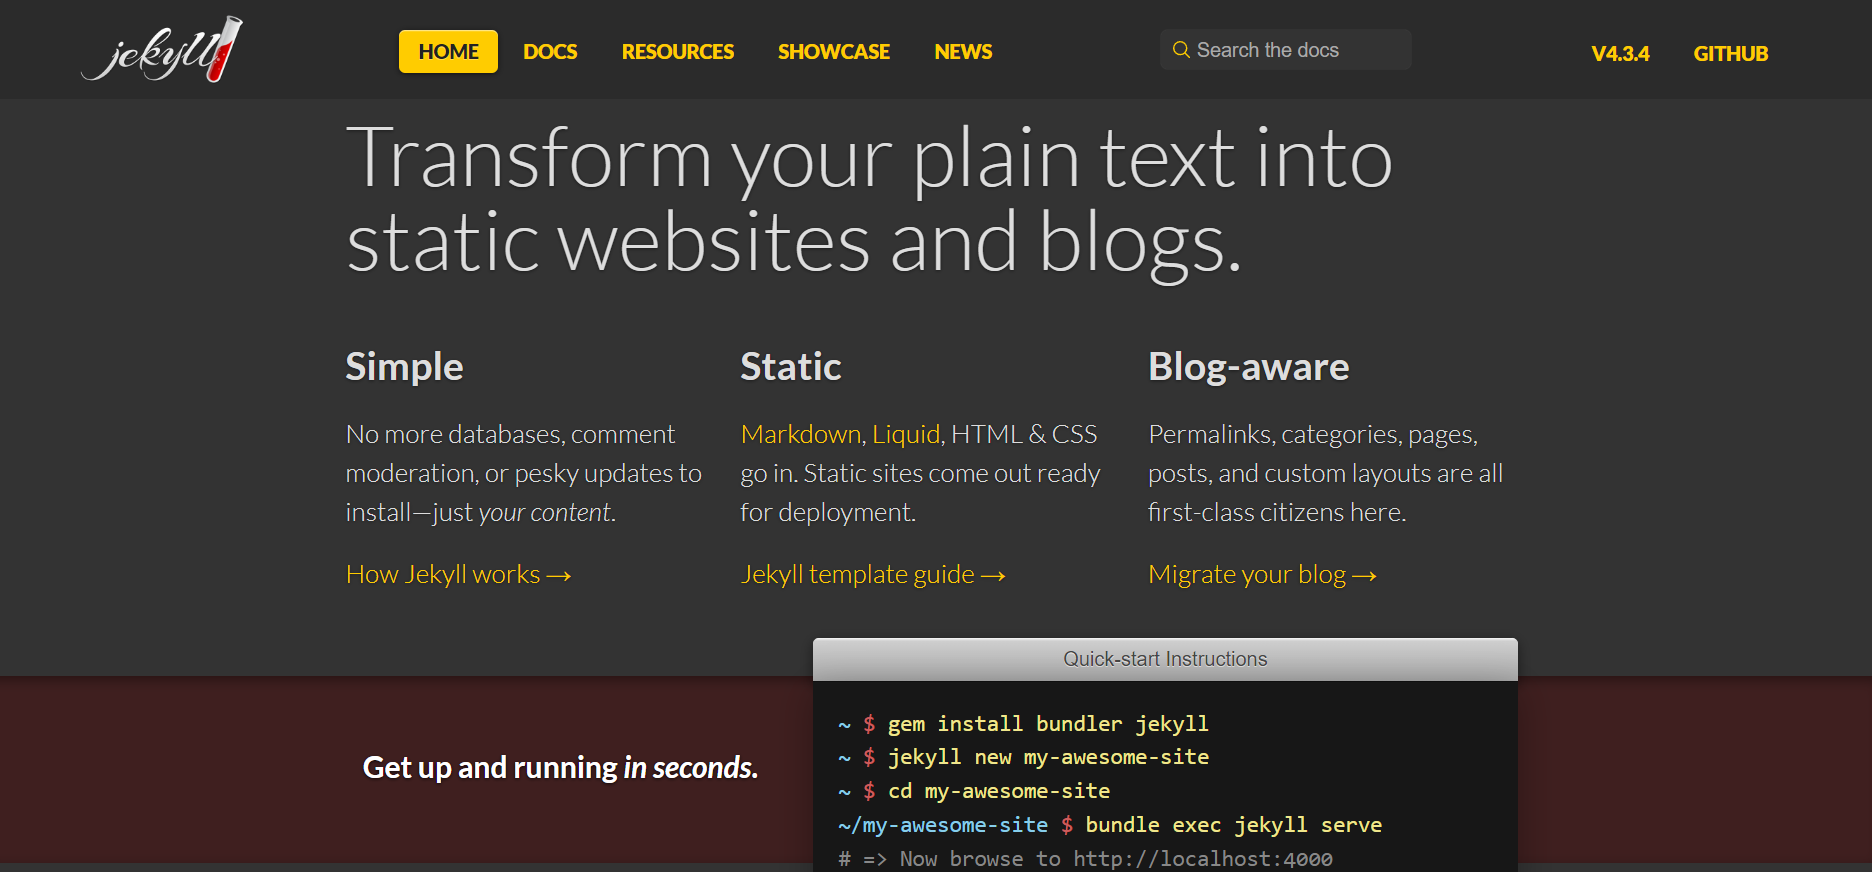 jekyll
HOME DOCS RESOURCES SHOWCASE NEWS Search the docs V4.3.4 GITHUB
Transform your plain text into
static websites and blogs.
Simple
No more databases, comment
moderation, or pesky updates to
install—just your content.
How Jekyll works →
Static
Markdown, Liquid, HTML & CSS
go in. Static sites come out ready
for deployment.
Jekyll template guide →
Blog-aware
Permalinks, categories, pages,
posts, and custom layouts are all
first-class citizens here.
Migrate your blog →
Get up and running in seconds.
Quick-start Instructions
~ $ gem install bundler jekyll
~ $ jekyll new my-awesome-site
~ $ cd my-awesome-site
~/my-awesome-site $ bundle exec jekyll serve
# => Now browse to http://localhost:4000